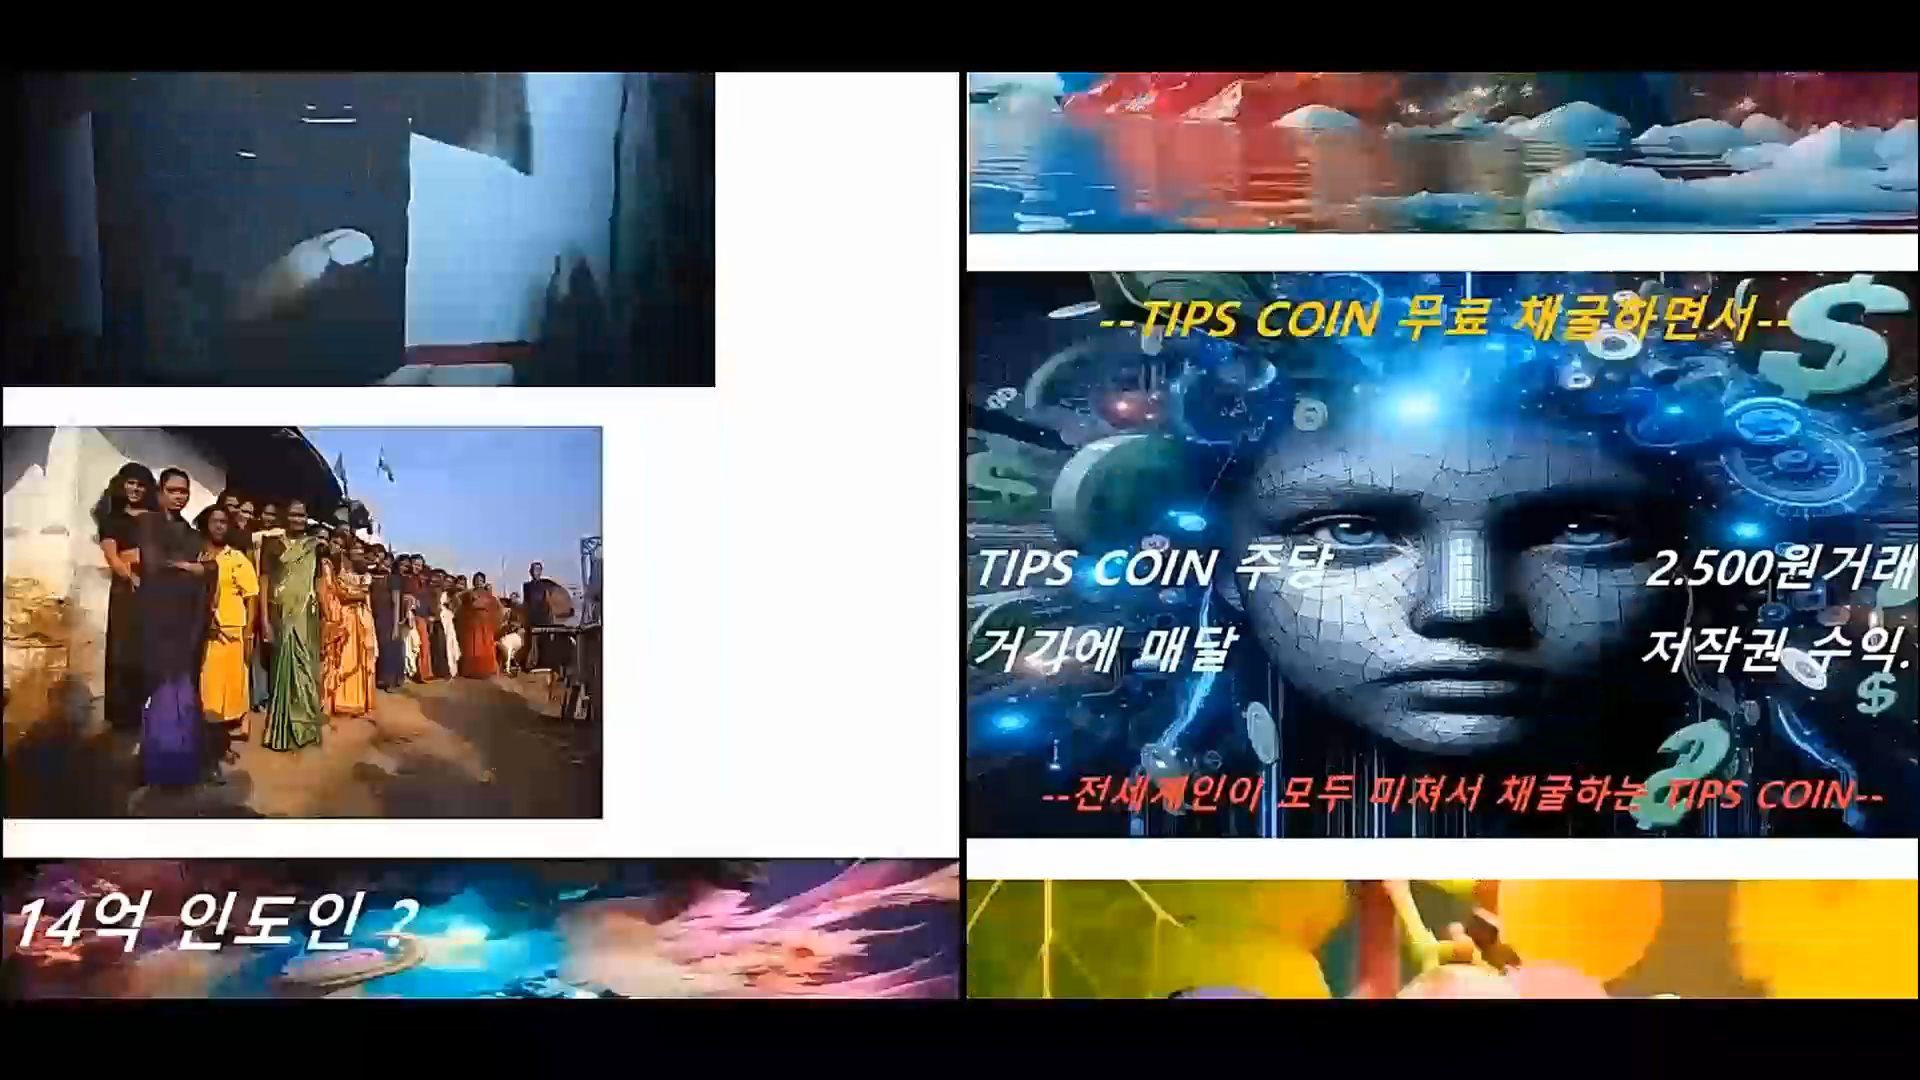 14억 인도인 ?
--TIPS COIN 무료 채굴하면서--
TIPS COIN 주당 2.500원거래
거기에 매달 저작권 수익.
--전세계인이 모두 미쳐서 채굴하는 TIPS COIN--